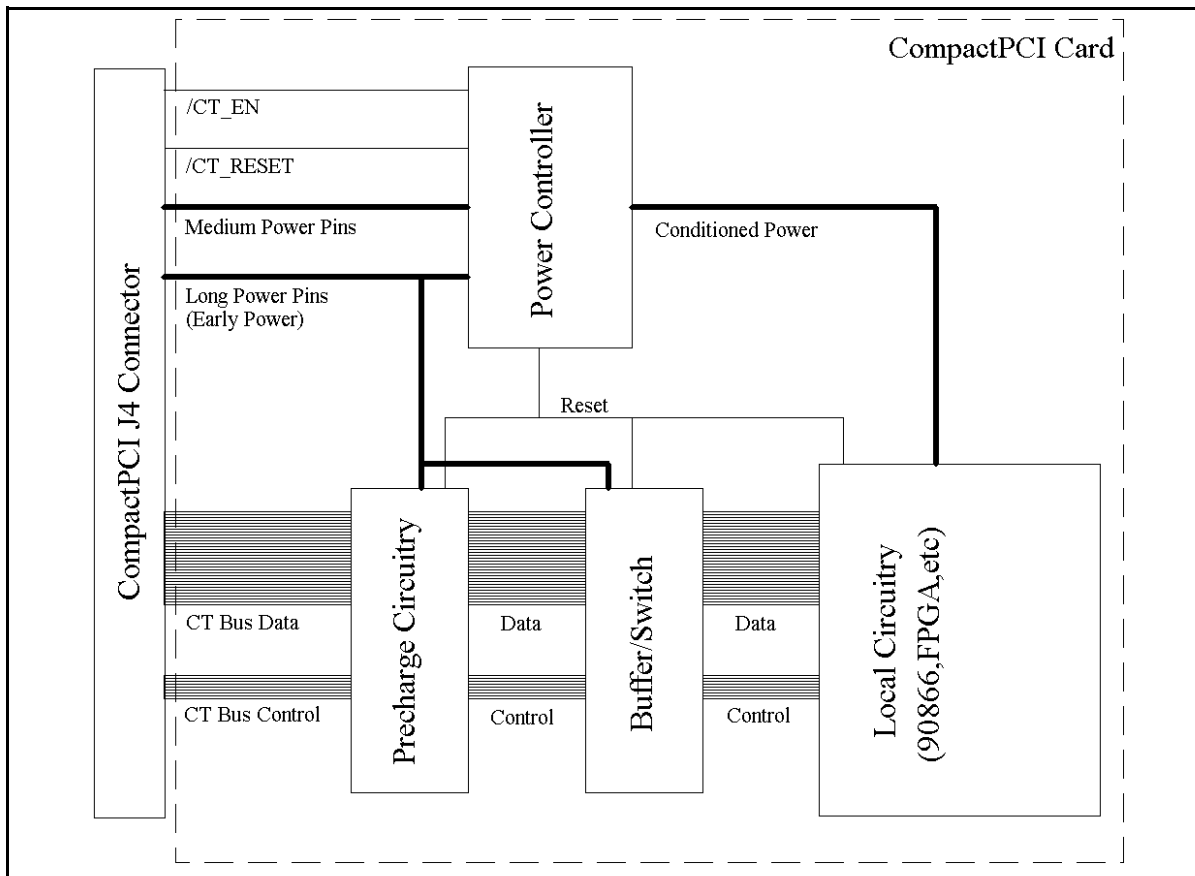 CompactPCI Card
/CT_EN
/CT_RESET
Medium Power Pins
Long Power Pins
(Early Power)
Power Controller
Conditioned Power
CompactPCI J4 Connector
Reset
Precharge Circuitry
Buffer/Switch
Local Circuitry
(90866,FPGA,etc)
CT Bus Data
Data
Data
CT Bus Control
Control
Control